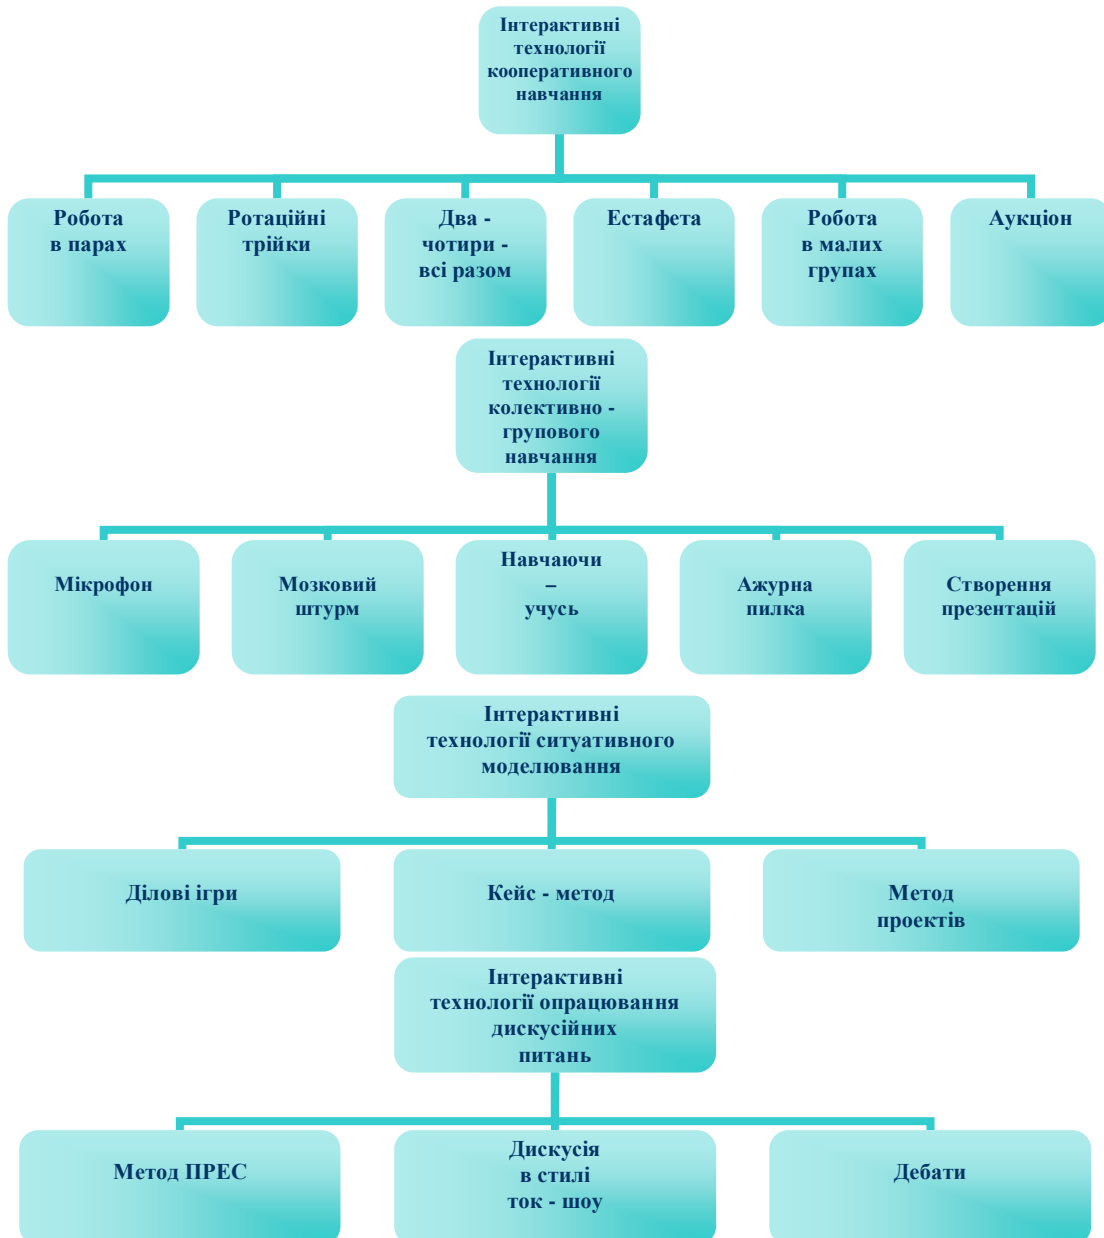 Інтерактивні
технології
кооперативного
навчання
Робота
в парах
Ротаційні
трійки
Два -
чотири -
всі разом
Естафета
Робота
в малих
групах
Аукціон
Інтерактивні
технології
колективно -
групового
навчання
Мікрофон
Мозковий
штурм
Навчаючи
–
учусь
Ажурна
пилка
Створення
презентацій
Інтерактивні
технології ситуативного
моделювання
Ділові ігри
Кейс - метод
Метод
проектів
Інтерактивні
технології опрацювання
дискусійних
питань
Метод ПРЕС
Дискусія
в стилі
ток - шоу
Дебати